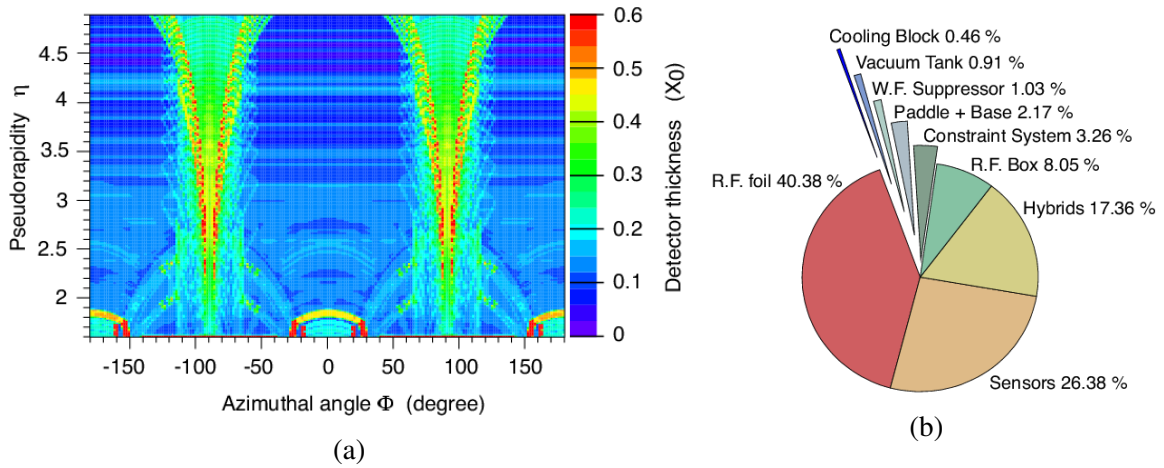 4.5
4
3.5
3
2.5
2
Pseudorapidity η
-150 -100 -50 0 50 100 150
Azimuthal angle Φ (degree)
0.6
0.5
0.4
0.3
0.2
0.1
0
Detector thickness (X0)
(a)
Cooling Block 0.46 %
Vacuum Tank 0.91 %
W.F. Suppressor 1.03 %
Paddle + Base 2.17 %
Constraint System 3.26 %
R.F. Box 8.05 %
R.F. foil 40.38 %
Hybrids 17.36 %
Sensors 26.38 %
(b)